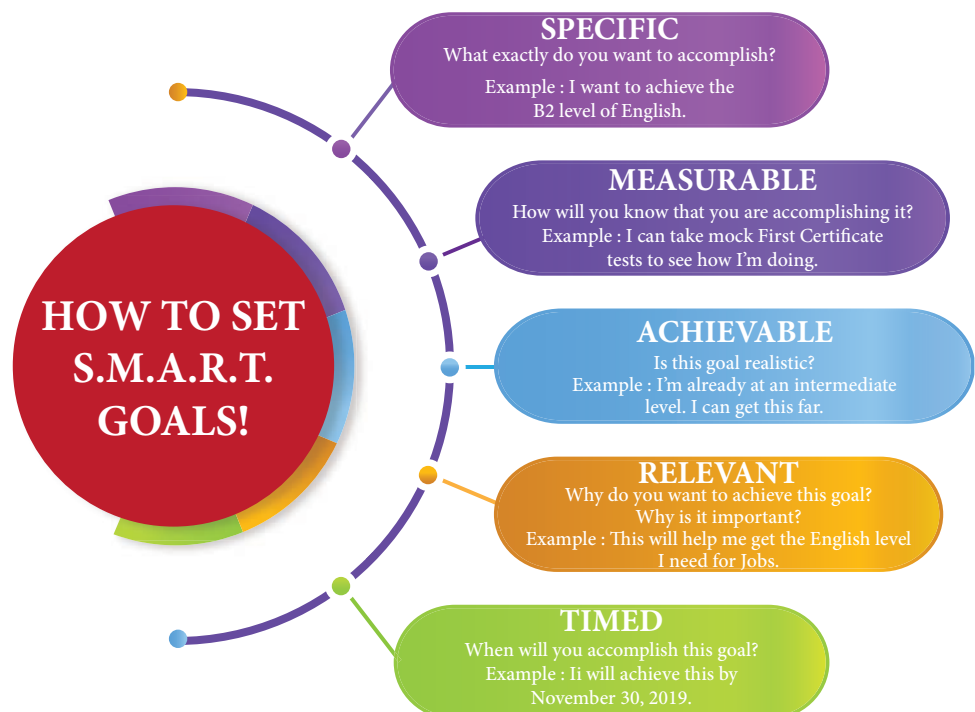 SPECIFIC
What exactly do you want to accomplish?
Example : I want to achieve the
B2 level of English.
MEASURABLE
How will you know that you are accomplishing it?
Example : I can take mock First Certificate
tests to see how I'm doing.
HOW TO SET
S.M.A.R.T.
GOALS!
ACHIEVABLE
Is this goal realistic?
Example : I'm already at an intermediate
level. I can get this far.
RELEVANT
Why do you want to achieve this goal?
Why is it important?
Example : This will help me get the English level
I need for Jobs.
TIMED
When will you accomplish this goal?
Example : Ii will achieve this by
November 30, 2019.